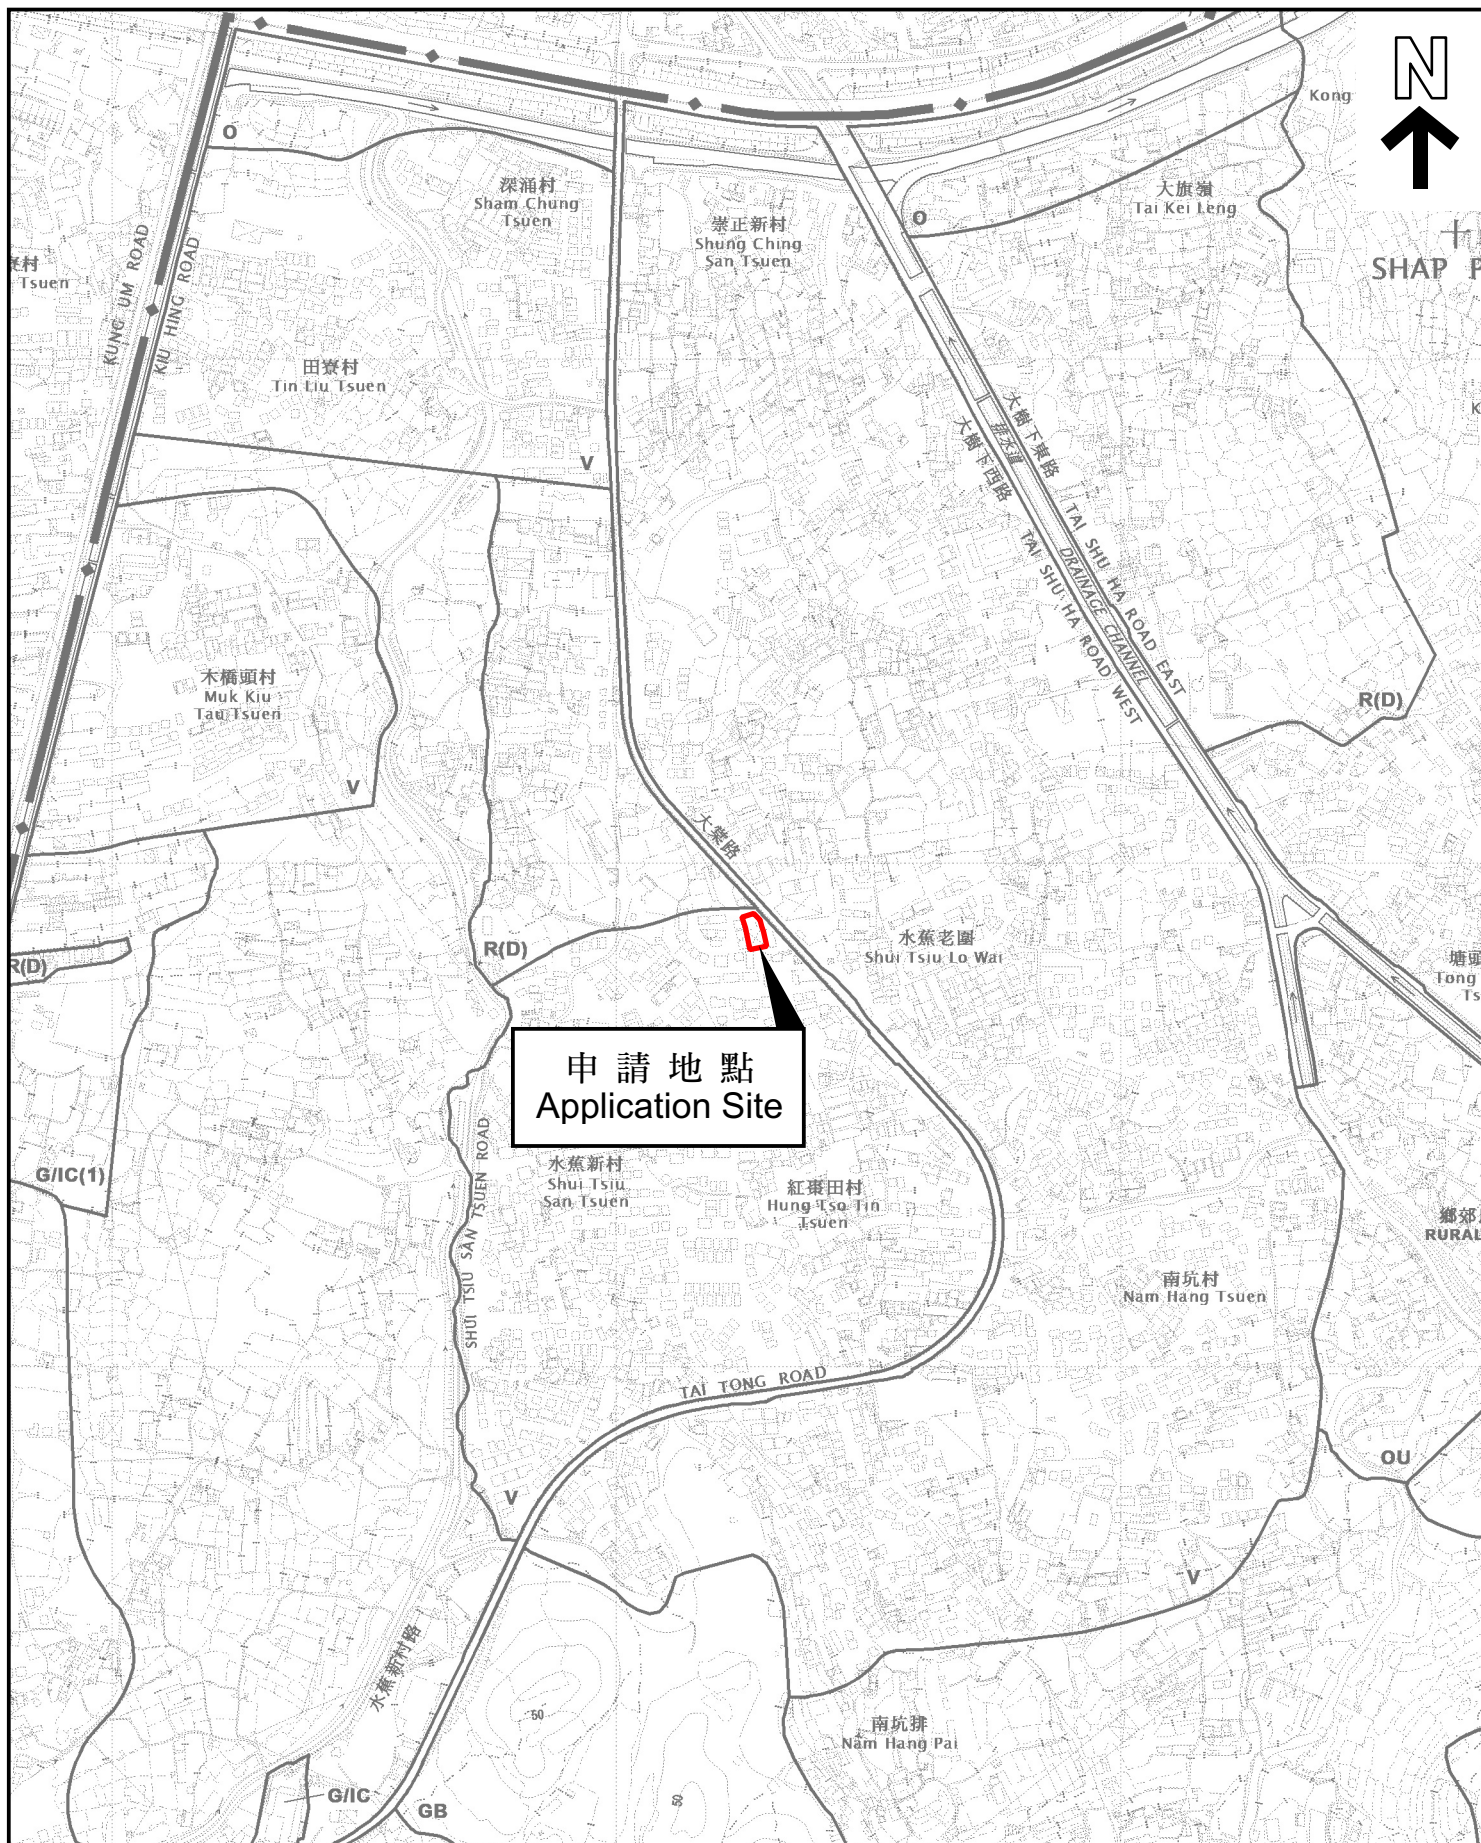 N
Kong
O
深涌村
Sham Chung
Tsuen
大旗嶺
Tai Kei Leng
崇正新村
Shung Ching
San Tsuen
O
十
SHAP P
寮村
Tsuen
KUNG UM ROAD
KIU HING ROAD
田寮村
Tin Liu Tsuen
K
大樹下東路
TAI SHU HA ROAD EAST
排水道
DRAINAGE CHANNEL
大樹下西路
TAI SHU HA ROAD WEST
V
木橋頭村
Muk Kiu
Tau Tsuen
R(D)
V
大棠路
水蕉老圍
Shui Tsiu Lo Wai
R(D)
R(D)
塘頭
Tong
Ts
申請地點
Application Site
G/IC(1)
SHUI TSIU SAN TSUEN ROAD
水蕉新村
Shui Tsiu
San Tsuen
紅棗田村
Hung Tso Tin
Tsuen
鄉郊
RURAL
南坑村
Nam Hang Tsuen
TAI TONG ROAD
OU
V
V
水蕉新村路
50
南坑排
Nam Hang Pai
G/IC
GB
50